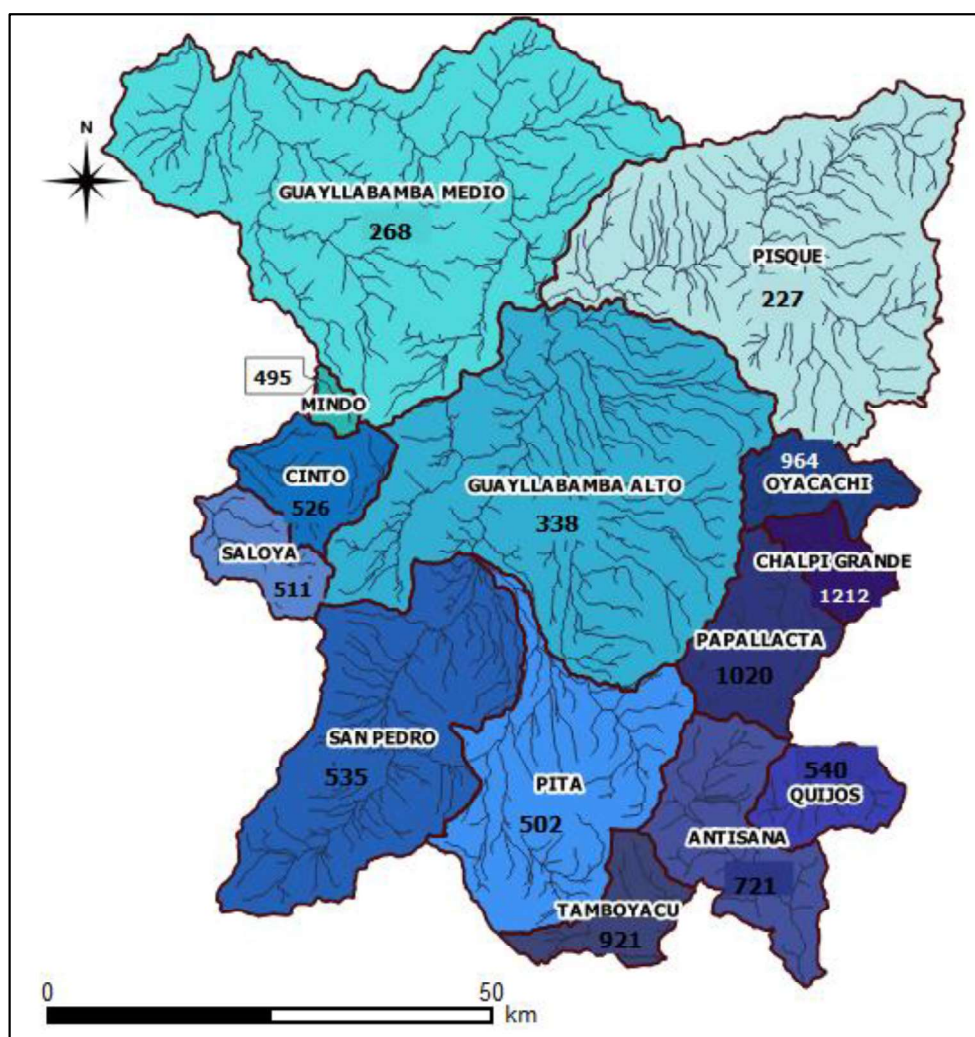 N
GUAYLLABAMBA MEDIO
268
PISQUE
227
495
MINDO
CINTO
526
GUAYLLABAMBA ALTO
338
964
OYACACHI
SALOYA
511
CHALPI GRANDE
1212
PAPALLACTA
1020
SAN PEDRO
535
PITA
502
540
QUIJOS
ANTISANA
721
TAMBOYACU
921
0
50
km